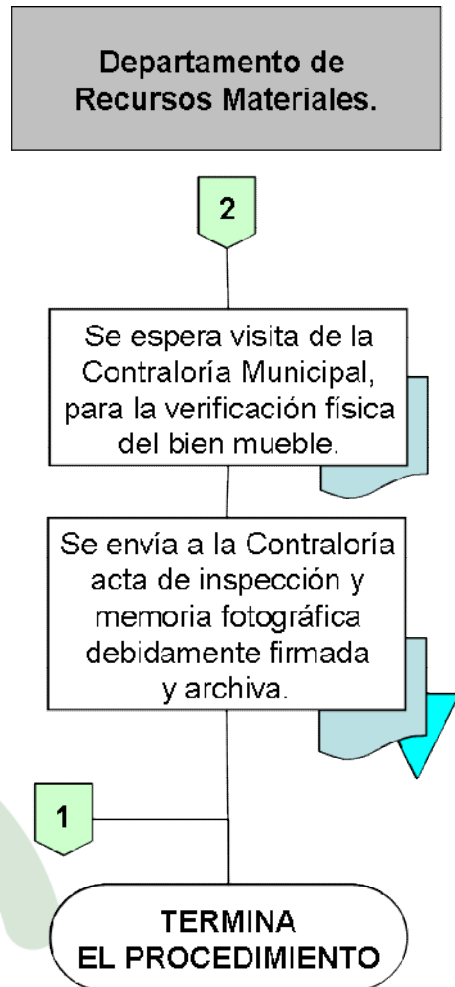 Departamento de
Recursos Materiales.
2
Se espera visita de la
Contraloría Municipal,
para la verificación física
del bien mueble.
Se envía a la Contraloría
acta de inspección y
memoria fotográfica
debidamente firmada
y archiva.
1
TERMINA
EL PROCEDIMIENTO